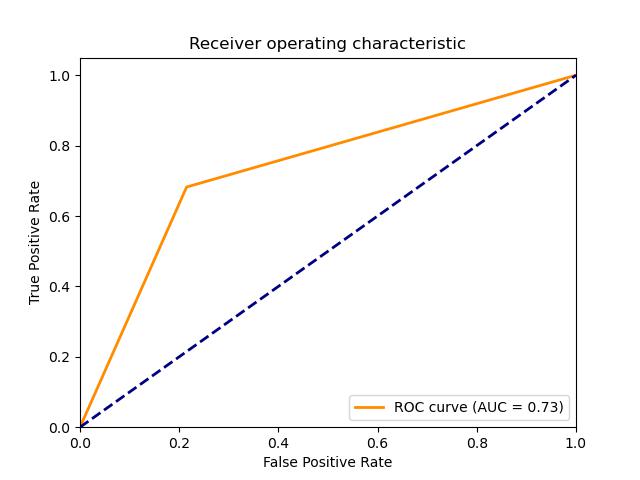 Receiver operating characteristic
1.0
0.8
0.6
0.4
0.2
0.0
True Positive Rate
ROC curve (AUC = 0.73)
0.0 0.2 0.4 0.6 0.8 1.0
False Positive Rate